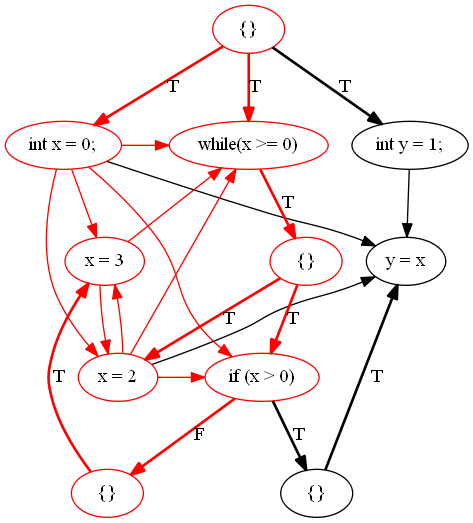 {}
T
T
T
int x = 0;
while(x >= 0)
int y = 1;
T
x = 3
{}
y = x
T
T
T
x = 2
if (x > 0)
T
F
T
{}
{}